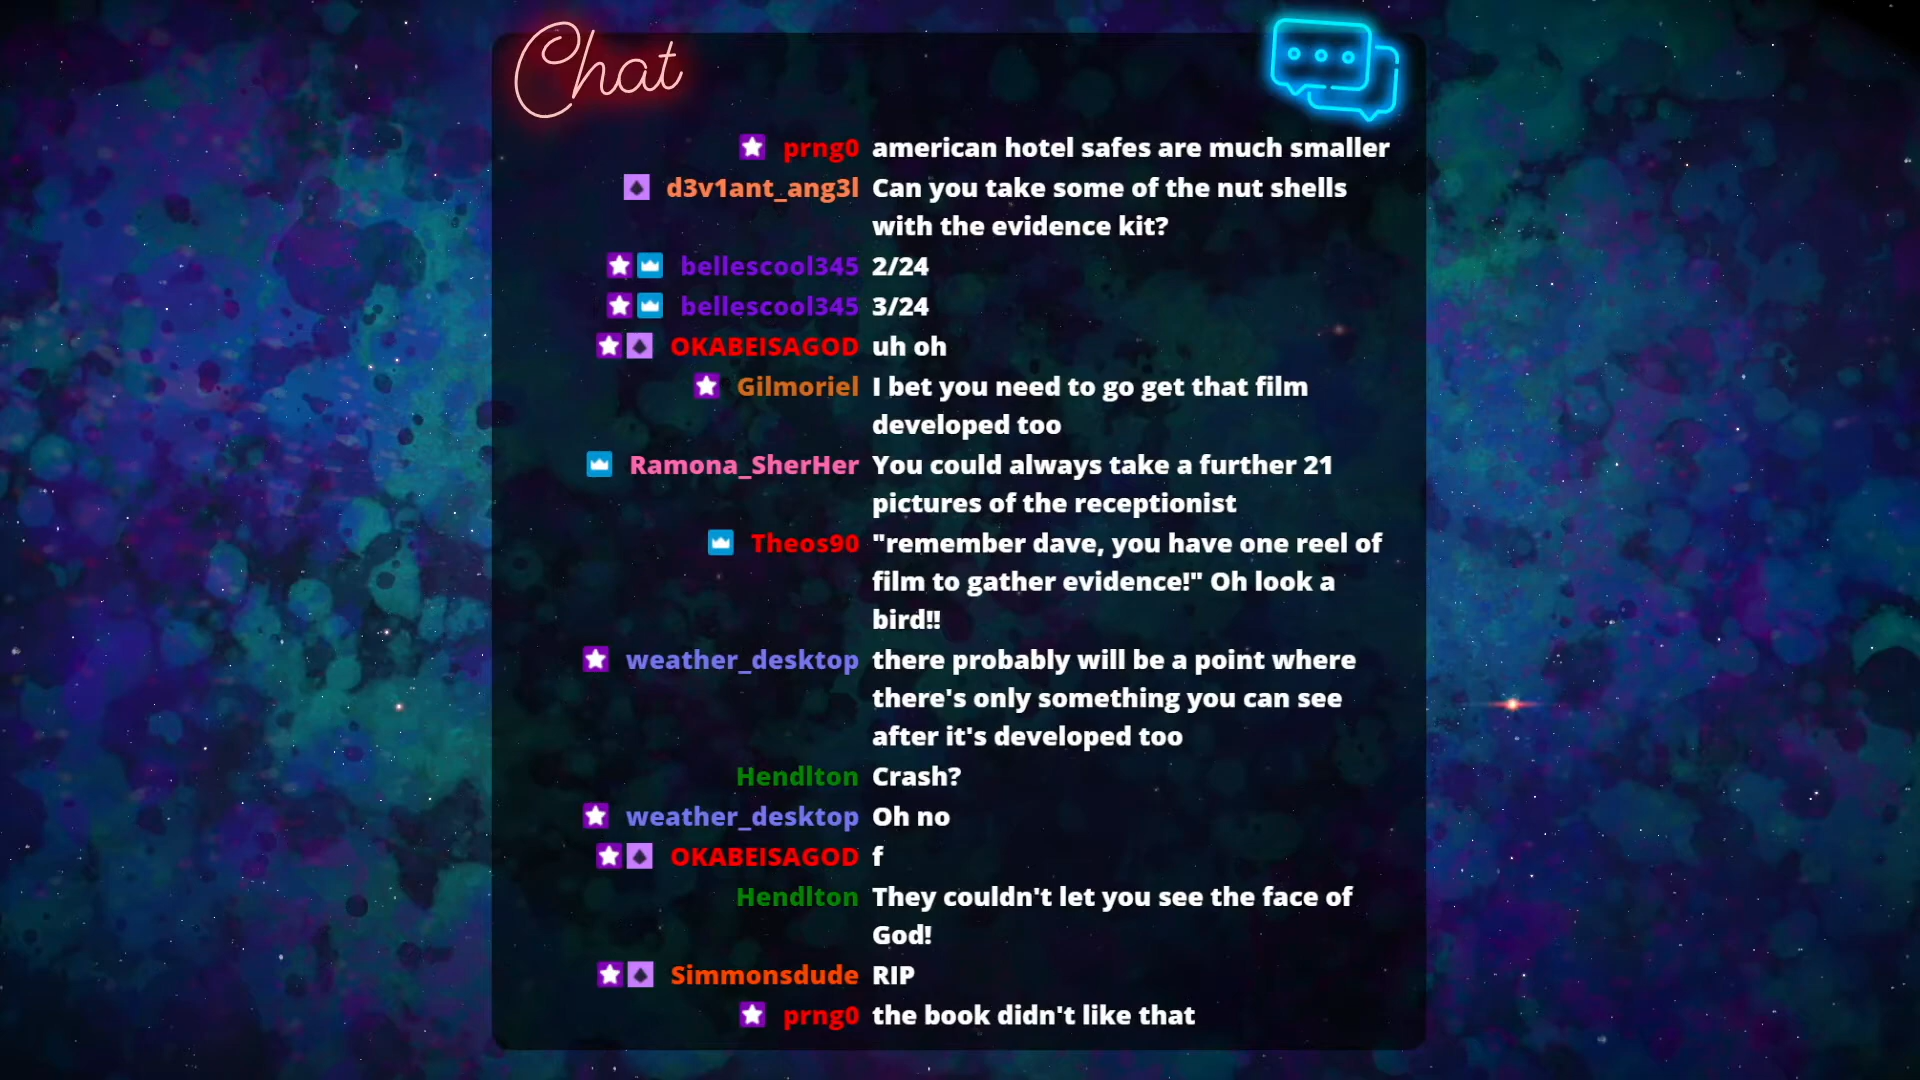 Chat
prng0 american hotel safes are much smaller
d3v1ant_ang3l Can you take some of the nut shells
with the evidence kit?
bellescool345 2/24
bellescool345 3/24
OKABEISAGOD uh oh
Gilmoriel I bet you need to go get that film
developed too
Ramona_SherHer You could always take a further 21
pictures of the receptionist
Theos90 "remember dave, you have one reel of
film to gather evidence!" Oh look a
bird!!
weather_desktop there probably will be a point where
there's only something you can see
after it's developed too
Hendlton Crash?
weather_desktop Oh no
OKABEISAGOD f
Hendlton They couldn't let you see the face of
God!
Simmonsdude RIP
prng0 the book didn't like that